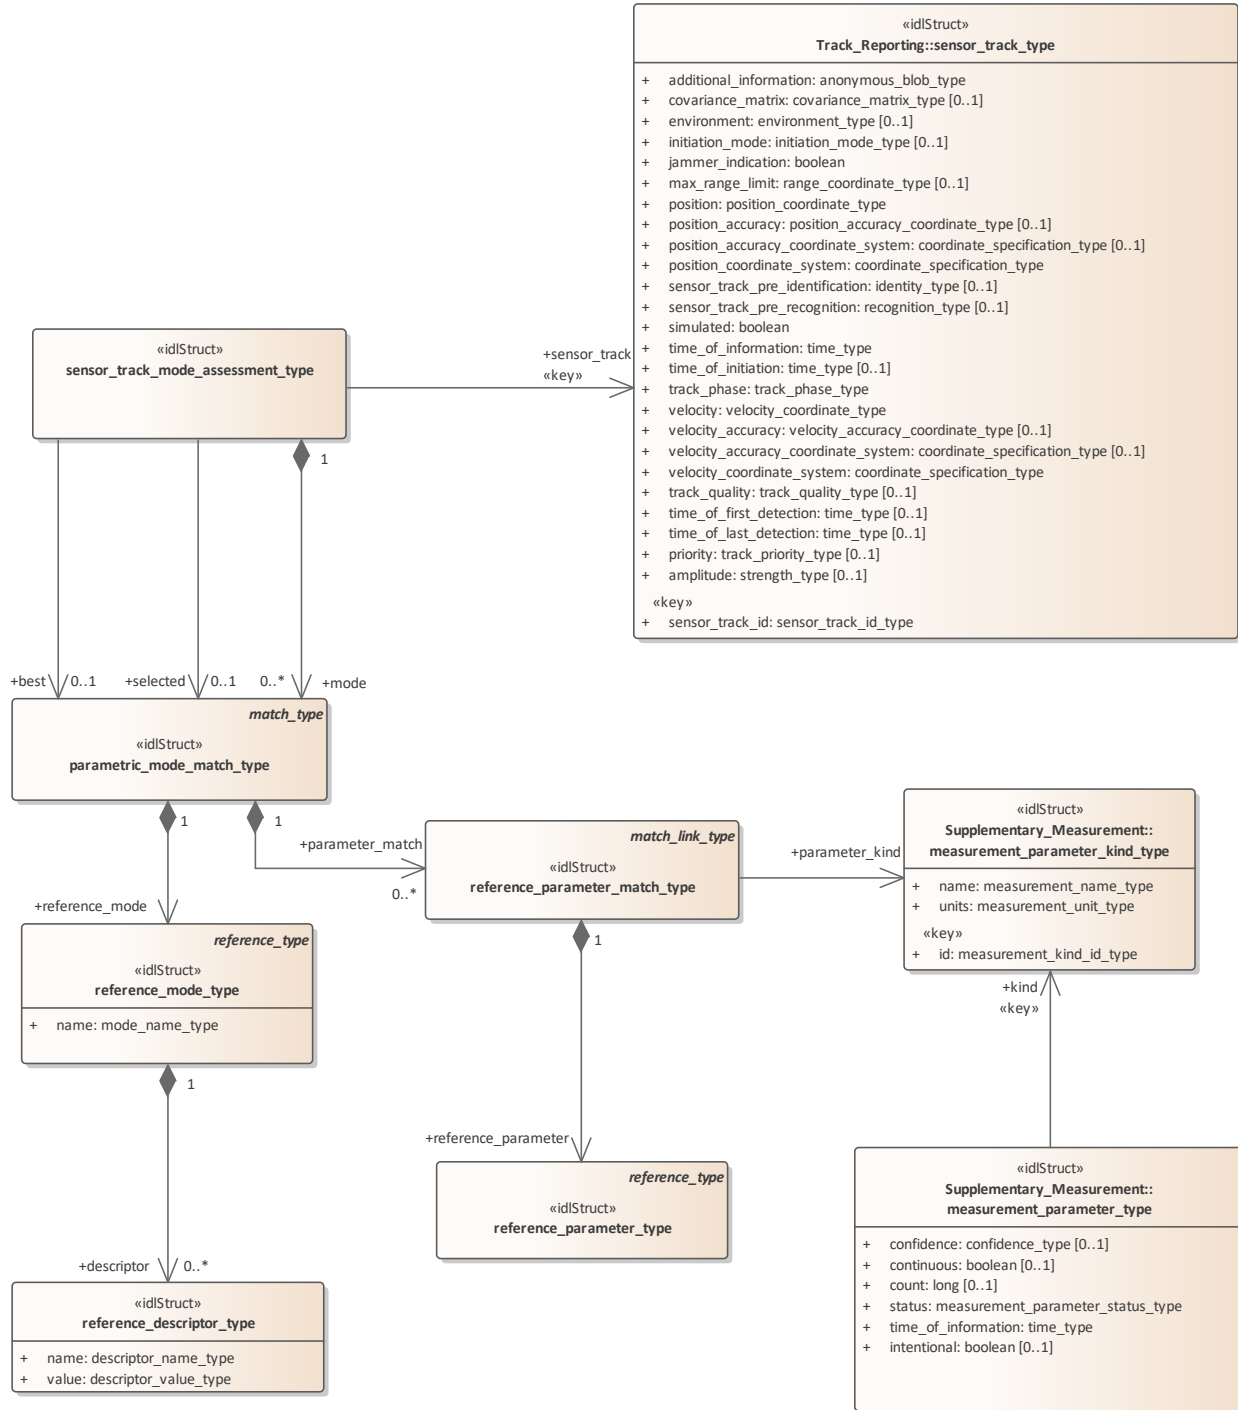 «idlStruct»
Track_Reporting::sensor_track_type
+ additional_information: anonymous_blob_type
+ covariance_matrix: covariance_matrix_type [0..1]
+ environment: environment_type [0..1]
+ initiation_mode: initiation_mode_type [0..1]
+ jammer_indication: boolean
+ max_range_limit: range_coordinate_type [0..1]
+ position: position_coordinate_type
+ position_accuracy: position_accuracy_coordinate_type [0..1]
+ position_accuracy_coordinate_system: coordinate_specification_type [0..1]
+ position_coordinate_system: coordinate_specification_type
+ sensor_track_pre_identification: identity_type [0..1]
+ sensor_track_pre_recognition: recognition_type [0..1]
+ simulated: boolean
+ time_of_information: time_type
+ time_of_initiation: time_type [0..1]
+ track_phase: track_phase_type
+ velocity: velocity_coordinate_type
+ velocity_accuracy: velocity_accuracy_coordinate_type [0..1]
+ velocity_accuracy_coordinate_system: coordinate_specification_type [0..1]
+ velocity_coordinate_system: coordinate_specification_type
+ track_quality: track_quality_type [0..1]
+ time_of_first_detection: time_type [0..1]
+ time_of_last_detection: time_type [0..1]
+ priority: track_priority_type [0..1]
+ amplitude: strength_type [0..1]
«key»
+ sensor_track_id: sensor_track_id_type
«idlStruct»
sensor_track_mode_assessment_type
+sensor_track
«key»
1
+best 0..1
+selected 0..1
0..* +mode
match_type
«idlStruct»
parametric_mode_match_type
1
1
+parameter_match
0..*
match_link_type
«idlStruct»
reference_parameter_match_type
+parameter_kind
«idlStruct»
Supplementary_Measurement::
measurement_parameter_kind_type
+ name: measurement_name_type
+ units: measurement_unit_type
«key»
+ id: measurement_kind_id_type
+reference_mode
reference_type
«idlStruct»
reference_mode_type
+ name: mode_name_type
1
1
+kind
«key»
+reference_parameter
reference_type
«idlStruct»
reference_parameter_type
«idlStruct»
Supplementary_Measurement::
measurement_parameter_type
+ confidence: confidence_type [0..1]
+ continuous: boolean [0..1]
+ count: long [0..1]
+ status: measurement_parameter_status_type
+ time_of_information: time_type
+ intentional: boolean [0..1]
+descriptor 0..*
«idlStruct»
reference_descriptor_type
+ name: descriptor_name_type
+ value: descriptor_value_type